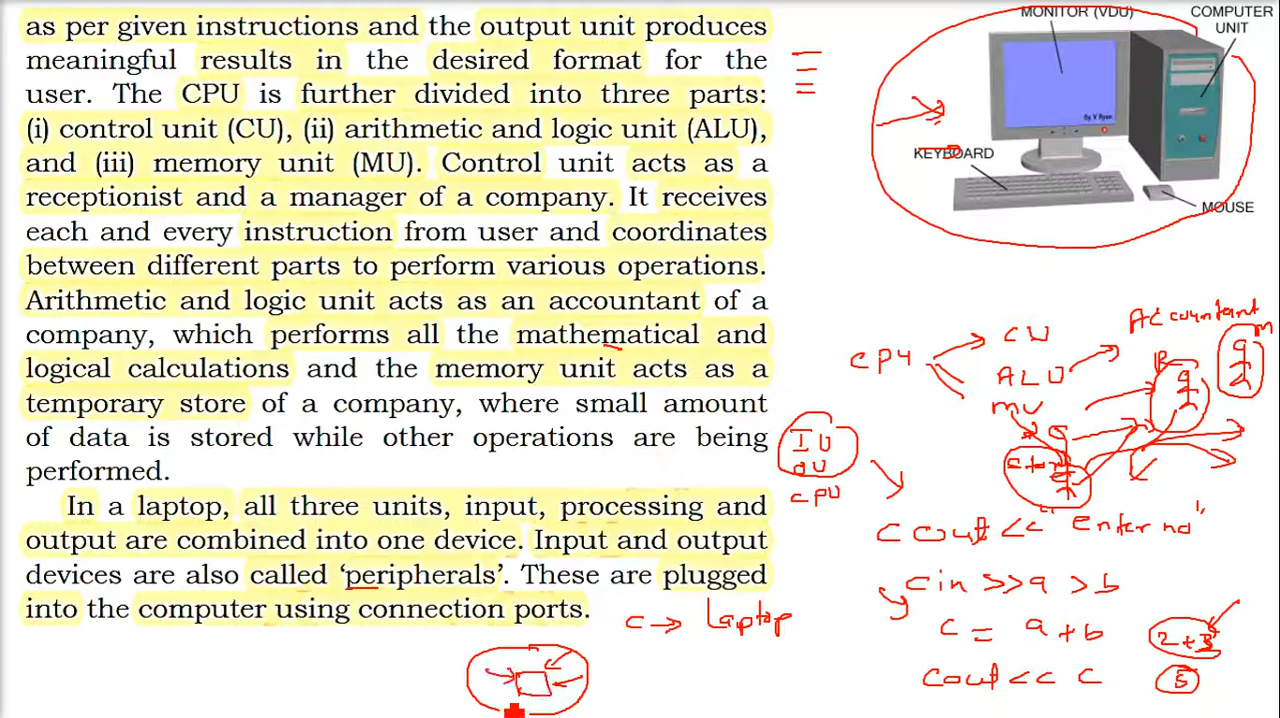 as per given instructions and the output unit produces
meaningful results in the desired format for the
user. The CPU is further divided into three parts:
(i) control unit (CU), (ii) arithmetic and logic unit (ALU),
and (iii) memory unit (MU). Control unit acts as a
receptionist and a manager of a company. It receives
each and every instruction from user and coordinates
between different parts to perform various operations.
Arithmetic and logic unit acts as an accountant of a
company, which performs all the mathematical and
logical calculations and the memory unit acts as a
temporary store of a company, where small amount
of data is stored while other operations are being
performed.
In a laptop, all three units, input, processing and
output are combined into one device. Input and output
devices are also called ‘peripherals’. These are plugged
into the computer using connection ports.
C → Laptop
MONITOR (VDU)
COMPUTER
UNIT
By. V Ryan
KEYBOARD
MOUSE
CPU
CU
ALU
MU
Accountant
IU
OU
CPU
C cout << "enter no"
cin >> a > b
c = a + b
2 + 3
cout << c
5